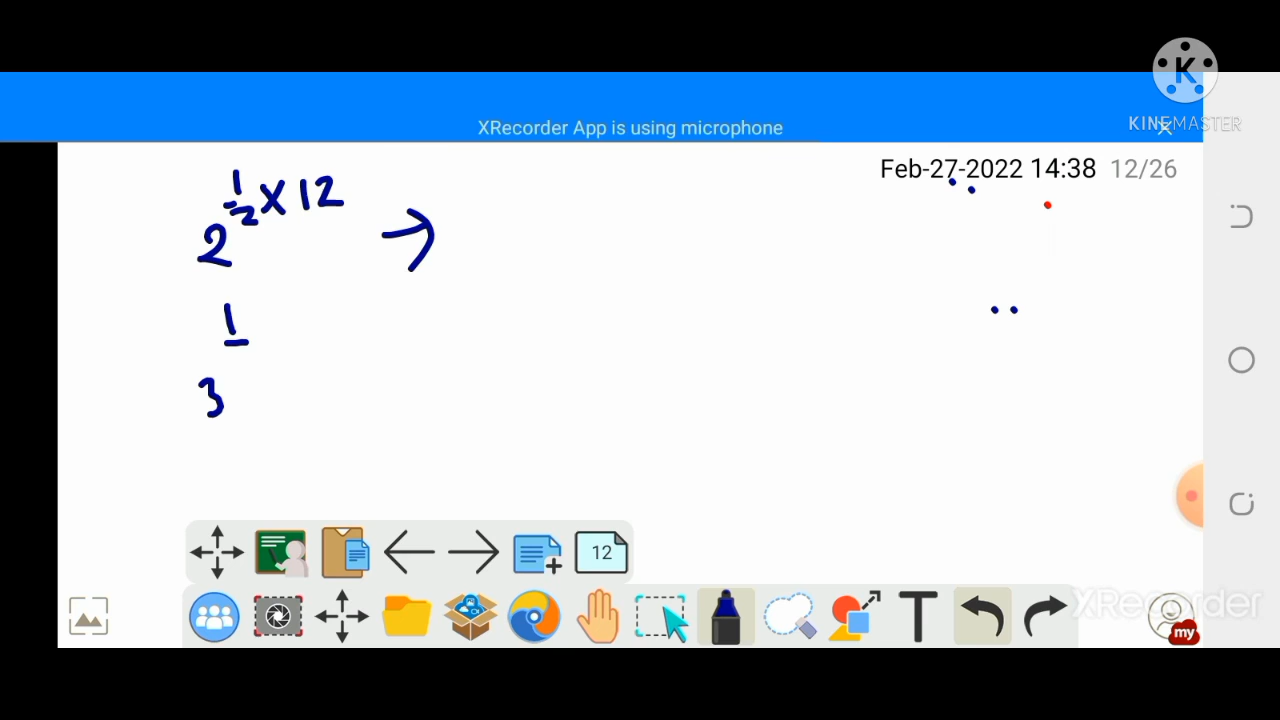 K
KINEMASTER
XRecorder App is using microphone
Feb-27-2022 14:38 12/26
2^{1/2 × 12} →
1
3
12
T
XRecorder
my